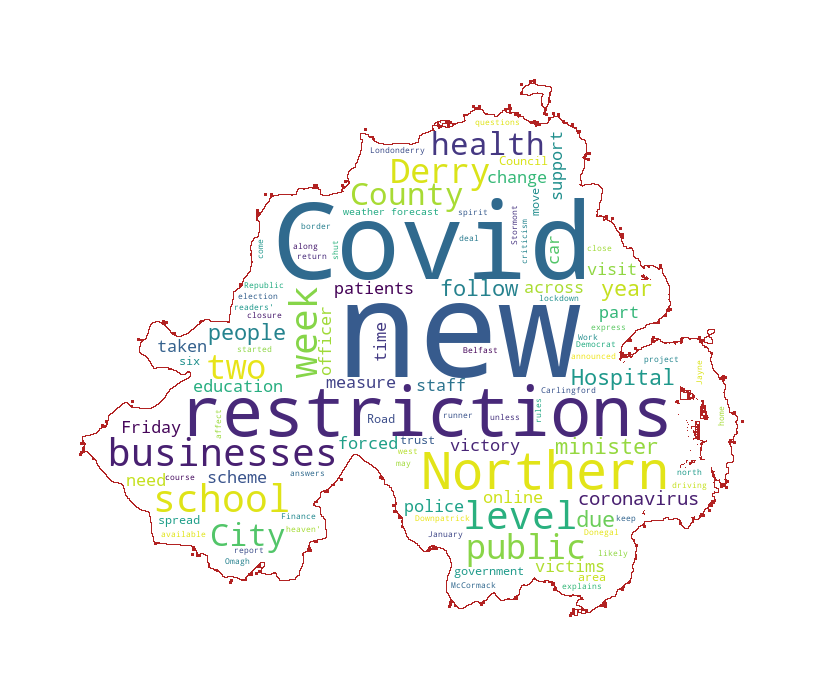 questions
health
Londonderry
Council
Derry
support
change
County
move
weather forecast
spirit
Covid
Stormont
criticism
border
deal
car
come
along
shut
close
return
visit
Republic
patients
follow
across
year
election
week
lockdown
readers'
new
closure
officer
part
people
time
express
Work
taken
started
Belfast
Democrat
six
two
announced
project
Hospital
Jayme
education
measure
staff
Carlingford
restrictions
rules
home
affect
Friday
Road
runner
unless
businesses
forced
trust
victory
minister
west
Northern
need
scheme
course
answers
may
north
driving
school
online
coronavirus
police
spread
City
Downpatrick
level
due
keep
available
Finance
heaven'
January
Donegal
report
public
likely
Omagh
government
victims
area
McCormack
explains